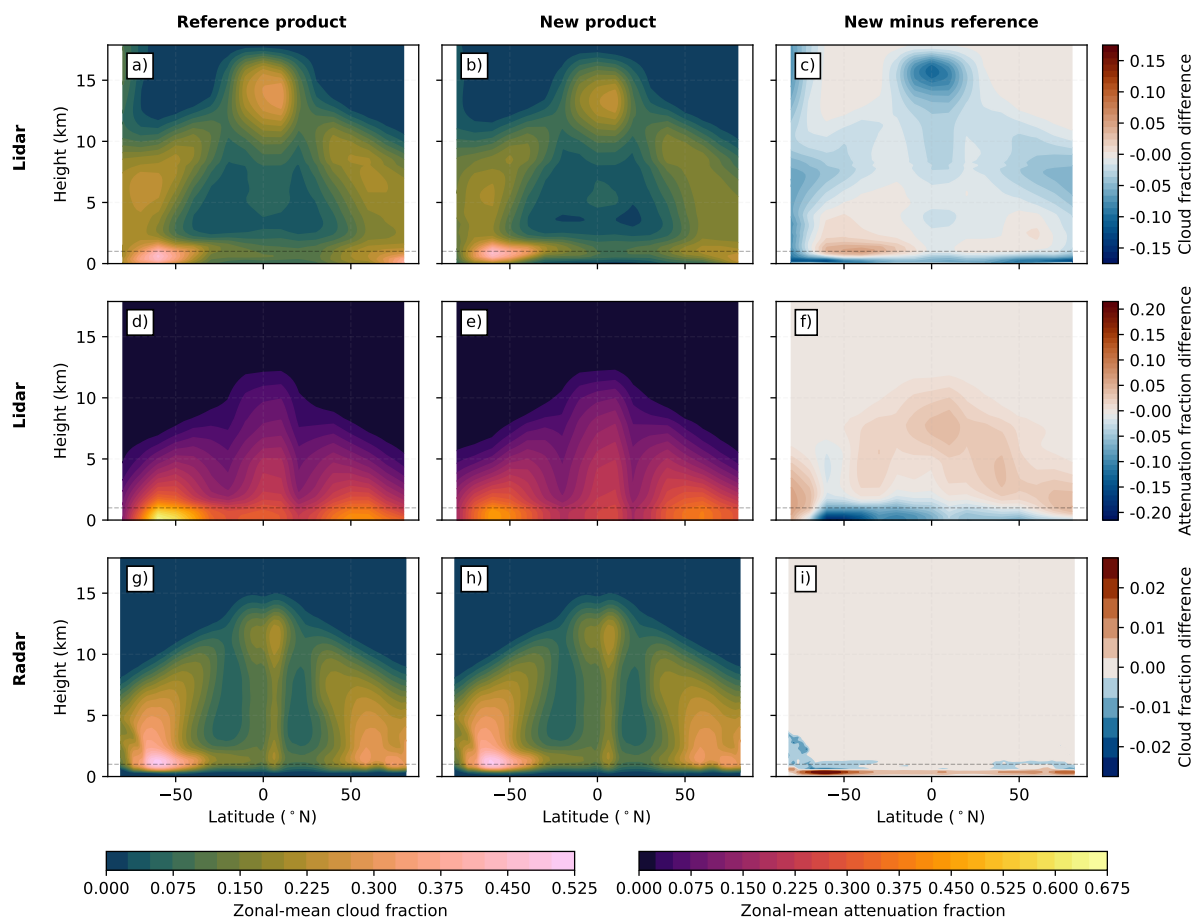 Reference product
New product
New minus reference
Lidar
Height (km)
15
10
5
0
a)
b)
c)
0.15
0.10
0.05
-0.00
-0.05
-0.10
-0.15
Cloud fraction difference
Lidar
Height (km)
15
10
5
0
d)
e)
f)
0.20
0.15
0.10
0.05
-0.00
-0.05
-0.10
-0.15
-0.20
Attenuation fraction difference
Radar
Height (km)
15
10
5
0
g)
h)
i)
0.02
0.01
0.00
-0.01
-0.02
Cloud fraction difference
−50 0 50
−50 0 50
−50 0 50
Latitude (°N)
Latitude (°N)
Latitude (°N)
0.000 0.075 0.150 0.225 0.300 0.375 0.450 0.525
Zonal-mean cloud fraction
0.000 0.075 0.150 0.225 0.300 0.375 0.450 0.525 0.600 0.675
Zonal-mean attenuation fraction